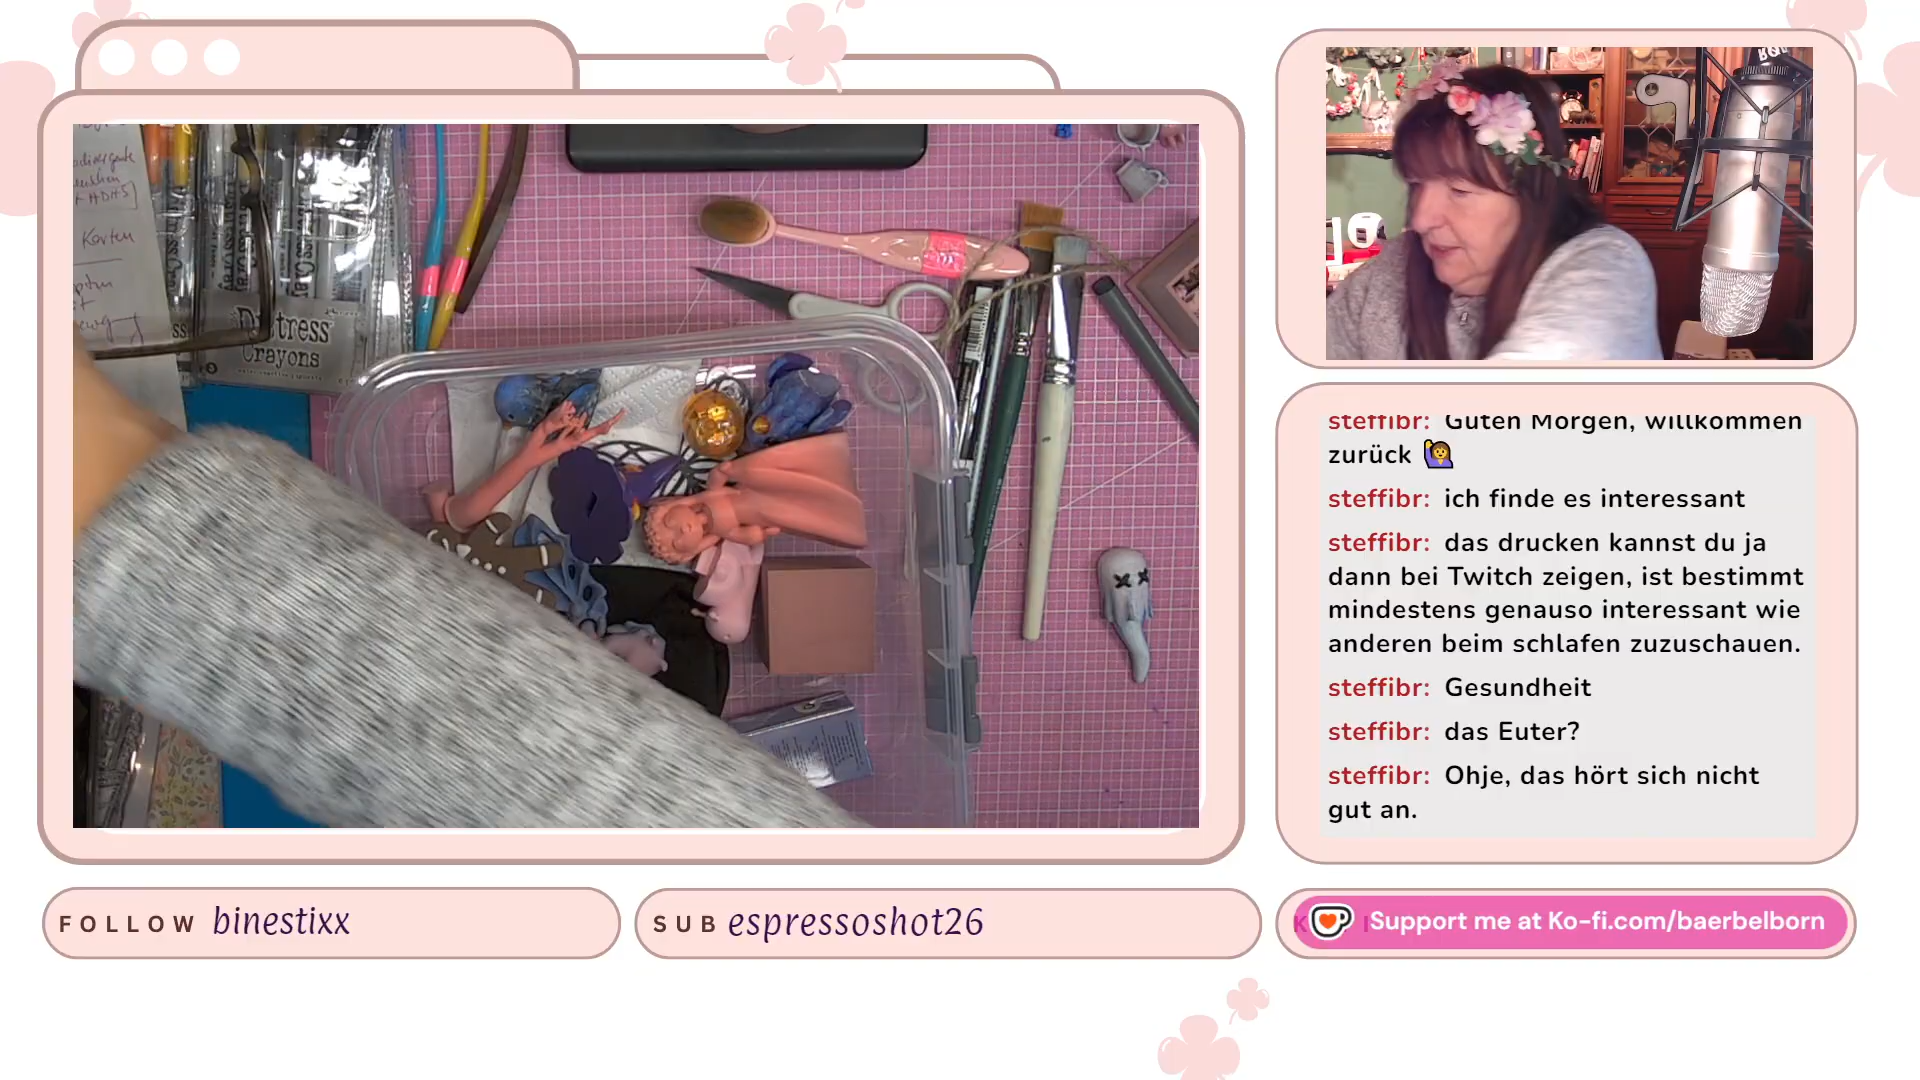 Karten
Distress
Crayons
steffibr: Guten Morgen, willkommen
zurück 🙋
steffibr: ich finde es interessant
steffibr: das drucken kannst du ja
dann bei Twitch zeigen, ist bestimmt
mindestens genauso interessant wie
anderen beim schlafen zuzuschauen.
steffibr: Gesundheit
steffibr: das Euter?
steffibr: Ohje, das hört sich nicht
gut an.
FOLLOW binestixx
SUB espressoshot26
Support me at Ko-fi.com/baerbelborn